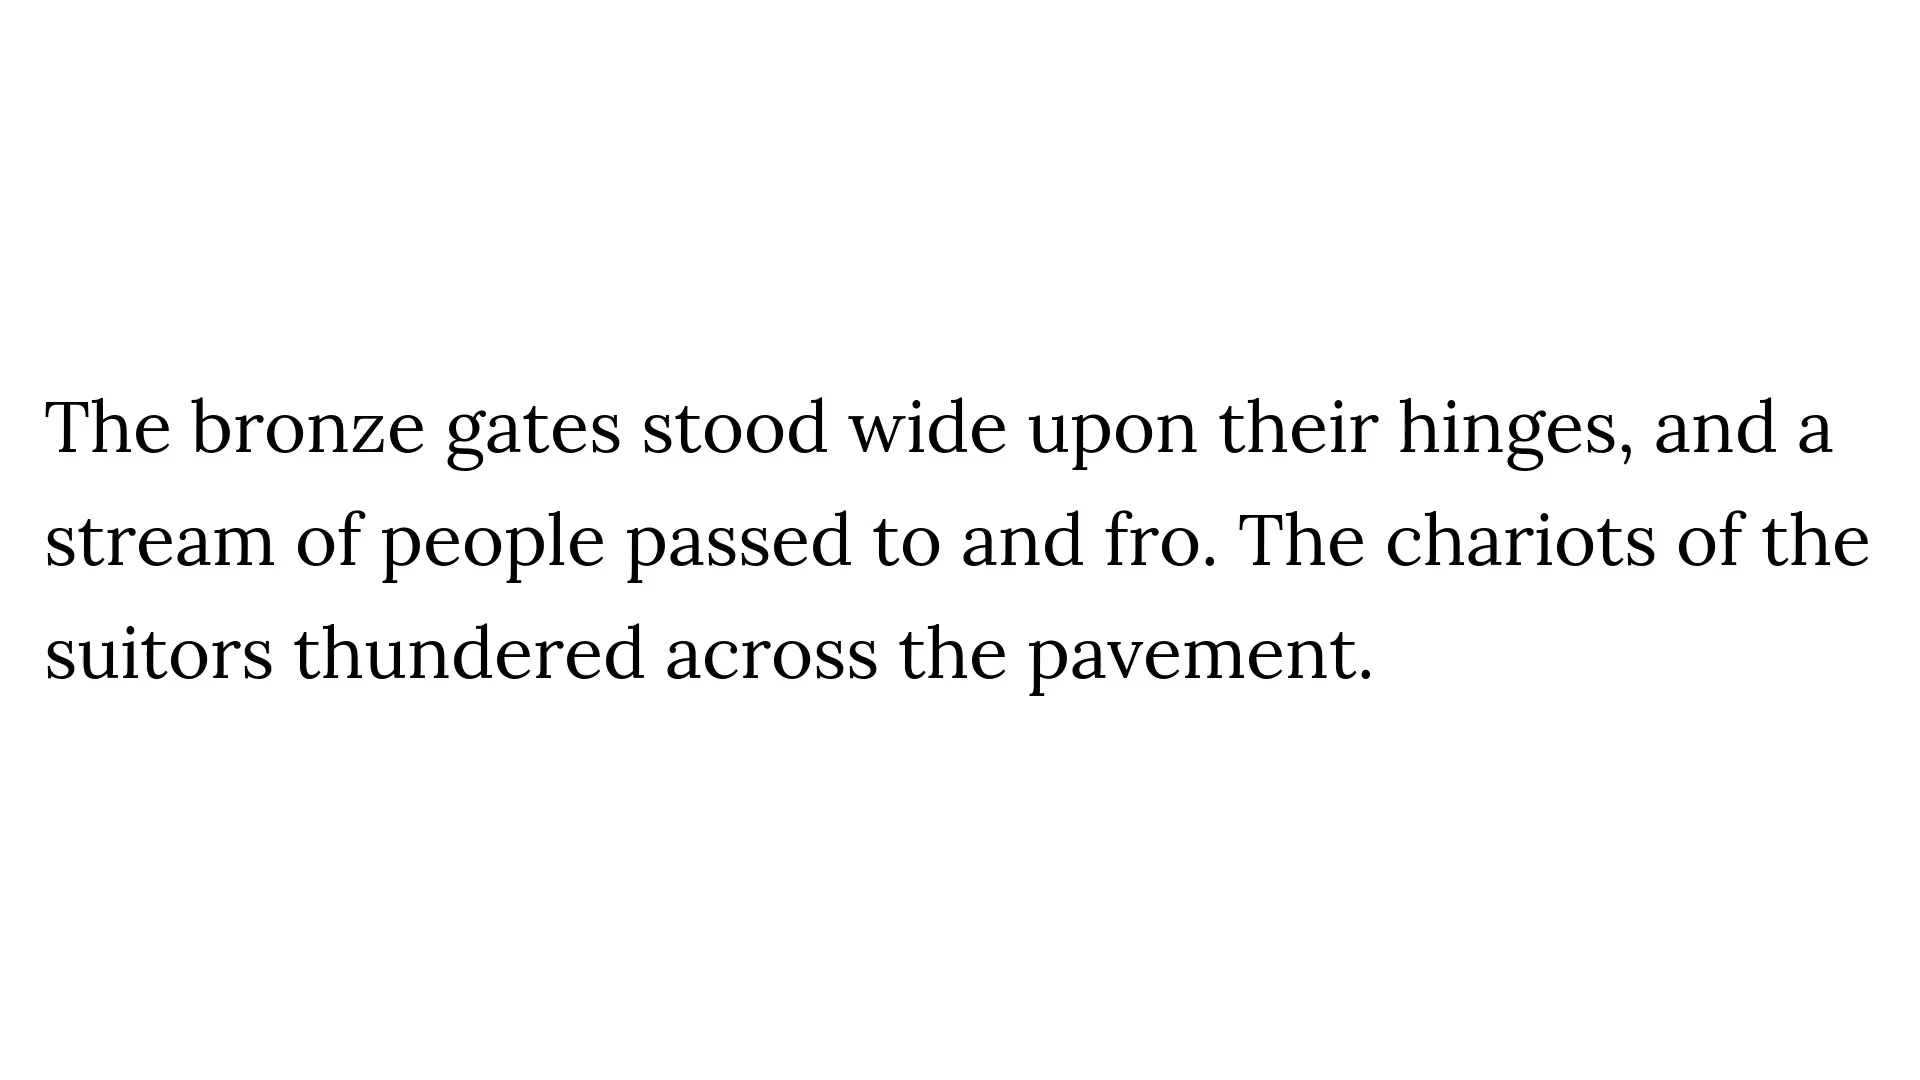 The bronze gates stood wide upon their hinges, and a
stream of people passed to and fro. The chariots of the
suitors thundered across the pavement.